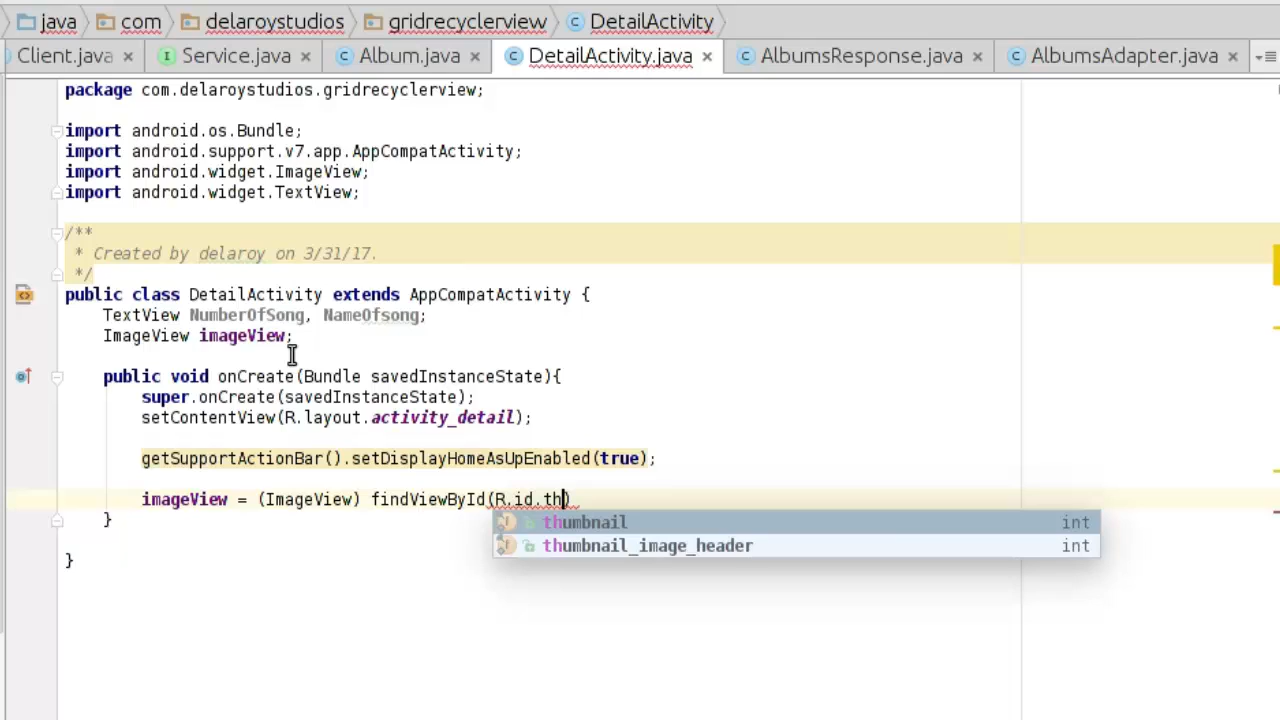 java com delaroystudios gridrecyclerview DetailActivity
Client.java Service.java Album.java DetailActivity.java AlbumsResponse.java AlbumsAdapter.java
package com.delaroystudios.gridrecyclerview;
import android.os.Bundle;
import android.support.v7.app.AppCompatActivity;
import android.widget.ImageView;
import android.widget.TextView;
/**
* Created by delaroy on 3/31/17.
*/
public class DetailActivity extends AppCompatActivity {
TextView NumberOfSong, NameOfsong;
ImageView imageView;
public void onCreate(Bundle savedInstanceState){
super.onCreate(savedInstanceState);
setContentView(R.layout.activity_detail);
getSupportActionBar().setDisplayHomeAsUpEnabled(true);
imageView = (ImageView) findViewById(R.id.th)
thumbnail int
}
thumbnail_image_header int
}